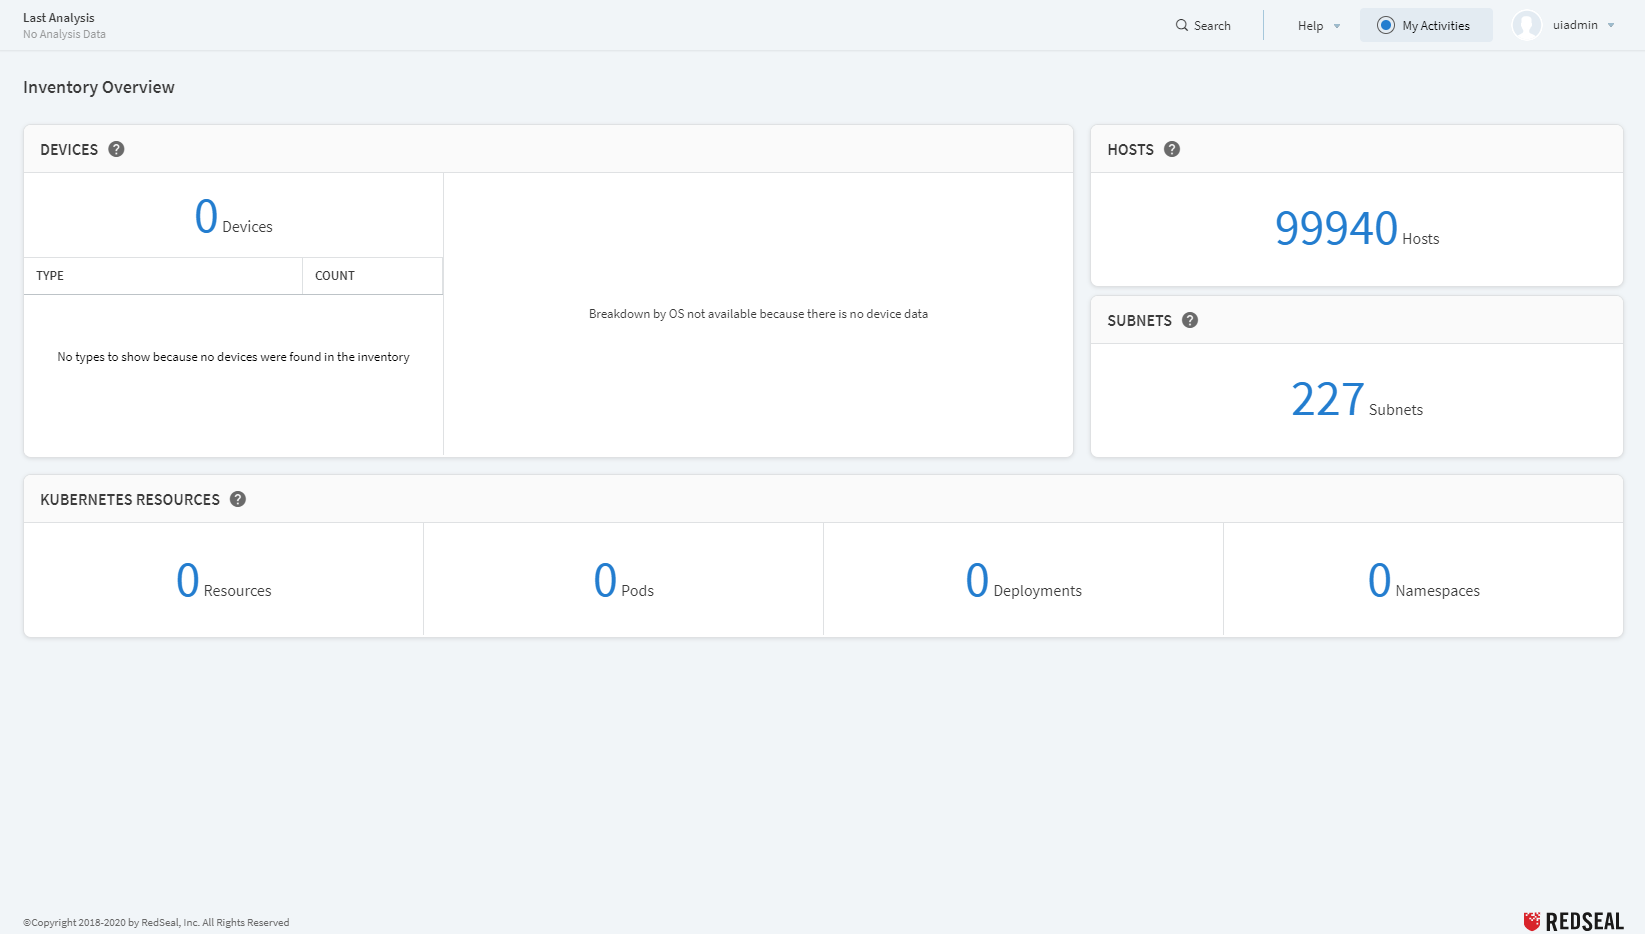 Last Analysis
No Analysis Data
Search
Help
My Activities
uiadmin
Inventory Overview
DEVICES ?
HOSTS ?
0 Devices
99940 Hosts
TYPE
COUNT
Breakdown by OS not available because there is no device data
No types to show because no devices were found in the inventory
SUBNETS ?
227 Subnets
KUBERNETES RESOURCES ?
0 Resources
0 Pods
0 Deployments
0 Namespaces
©Copyright 2018-2020 by RedSeal, Inc. All Rights Reserved
REDSEAL